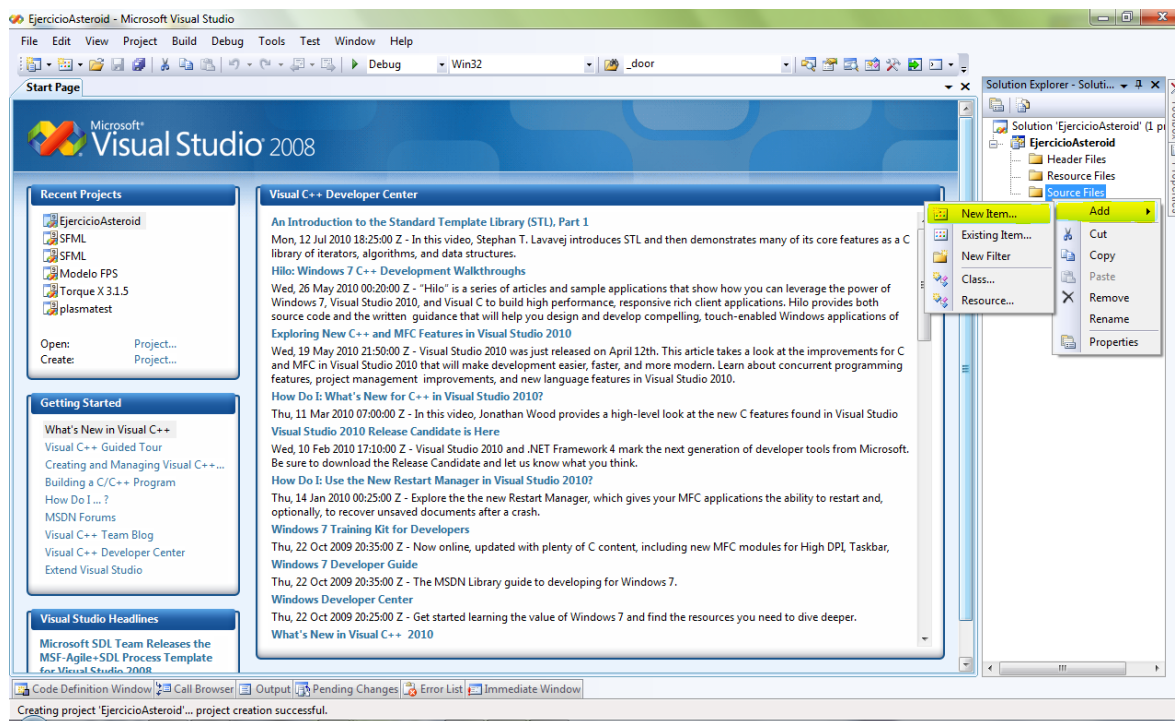 EjercicioAsteroid - Microsoft Visual Studio
File Edit View Project Build Debug Tools Test Window Help
Debug Win32 _door
Start Page
Microsoft®
Visual Studio® 2008
Recent Projects
EjercicioAsteroid
SFML
SFML
Modelo FPS
Torque X 3.1.5
plasmatest
Open: Project...
Create: Project...
Getting Started
What's New in Visual C++
Visual C++ Guided Tour
Creating and Managing Visual C++...
Building a C/C++ Program
How Do I ... ?
MSDN Forums
Visual C++ Team Blog
Visual C++ Developer Center
Extend Visual Studio
Visual Studio Headlines
Microsoft SDL Team Releases the
MSF-Agile+SDL Process Template
for Visual Studio 2008
Visual C++ Developer Center
An Introduction to the Standard Template Library (STL), Part 1
Mon, 12 Jul 2010 18:25:00 Z - In this video, Stephan T. Lavavej introduces STL and then demonstrates many of its core features as a C
library of iterators, algorithms, and data structures.
Hilo: Windows 7 C++ Development Walkthroughs
Wed, 26 May 2010 00:20:00 Z - "Hilo" is a series of articles and sample applications that show how you can leverage the power of
Windows 7, Visual Studio 2010, and Visual C to build high performance, responsive rich client applications. Hilo provides both
source code and the written guidance that will help you design and develop compelling, touch-enabled Windows applications of
Exploring New C++ and MFC Features in Visual Studio 2010
Wed, 19 May 2010 21:50:00 Z - Visual Studio 2010 was just released on April 12th. This article takes a look at the improvements for C
and MFC in Visual Studio 2010 that will make development easier, faster, and more modern. Learn about concurrent programming
features, project management improvements, and new language features in Visual Studio 2010.
How Do I: What's New for C++ in Visual Studio 2010?
Thu, 11 Mar 2010 07:00:00 Z - In this video, Jonathan Wood provides a high-level look at the new C features found in Visual Studio
Visual Studio 2010 Release Candidate is Here
Wed, 10 Feb 2010 17:10:00 Z - Visual Studio 2010 and .NET Framework 4 mark the next generation of developer tools from Microsoft.
Be sure to download the Release Candidate and let us know what you think.
How Do I: Use the New Restart Manager in Visual Studio 2010?
Thu, 14 Jan 2010 00:25:00 Z - Explore the the new Restart Manager, which gives your MFC applications the ability to restart and,
optionally, to recover unsaved documents after a crash.
Windows 7 Training Kit for Developers
Thu, 22 Oct 2009 20:35:00 Z - Now online, updated with plenty of C content, including new MFC modules for High DPI, Taskbar,
Windows 7 Developer Guide
Thu, 22 Oct 2009 20:35:00 Z - The MSDN Library guide to developing for Windows 7.
Windows Developer Center
Thu, 22 Oct 2009 20:25:00 Z - Get started learning the value of Windows 7 and find the resources you need to dive deeper.
What's New in Visual C++ 2010
Solution Explorer - Soluti...
Solution 'EjercicioAsteroid' (1 p
EjercicioAsteroid
Header Files
Resource Files
Source Files
New Item...
Existing Item...
New Filter
Class...
Resource...
Add
Cut
Copy
Paste
Remove
Rename
Properties
Code Definition Window Call Browser Output Pending Changes Error List Immediate Window
Creating project 'EjercicioAsteroid'... project creation successful.